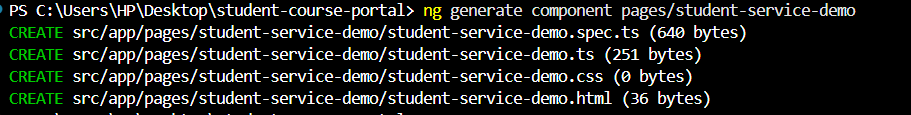 PS C:\Users\HP\Desktop\student-course-portal> ng generate component pages/student-service-demo
CREATE src/app/pages/student-service-demo/student-service-demo.spec.ts (640 bytes)
CREATE src/app/pages/student-service-demo/student-service-demo.ts (251 bytes)
CREATE src/app/pages/student-service-demo/student-service-demo.css (0 bytes)
CREATE src/app/pages/student-service-demo/student-service-demo.html (36 bytes)